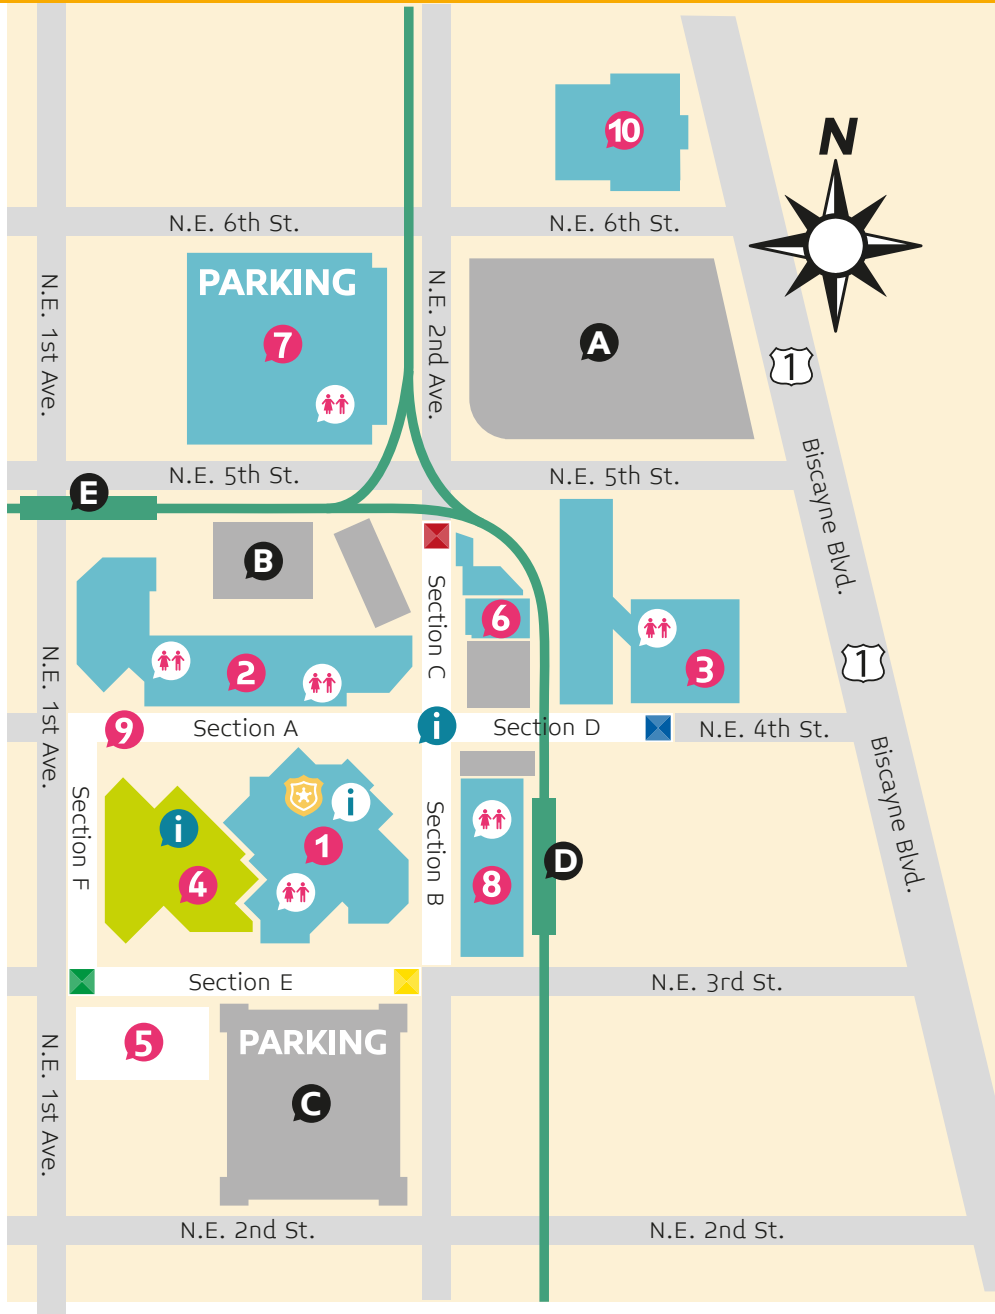 10
N
N.E. 6th St.
N.E. 6th St.
PARKING
7
N.E. 1st Ave.
N.E. 2nd Ave.
A
1
Biscayne Blvd.
N.E. 5th St.
N.E. 5th St.
E
B
Section C
6
2
3
1
N.E. 1st Ave.
9
Section A
i
Section D
N.E. 4th St.
Biscayne Blvd.
Section F
i
i
1
4
Section B
8
D
Section E
N.E. 3rd St.
5
PARKING
C
N.E. 1st Ave.
N.E. 2nd St.
N.E. 2nd St.